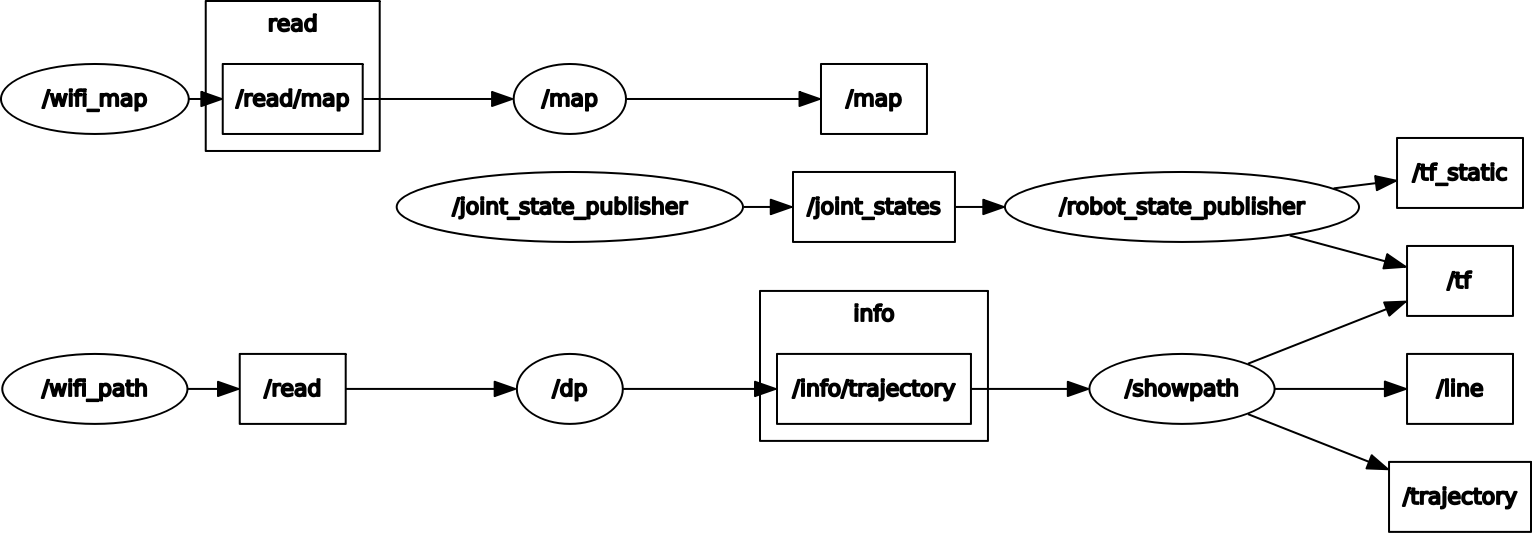 read
/wifi_map
/read/map
/map
/map
/tf_static
/joint_state_publisher
/joint_states
/robot_state_publisher
/tf
info
/wifi_path
/read
/dp
/info/trajectory
/showpath
/line
/trajectory